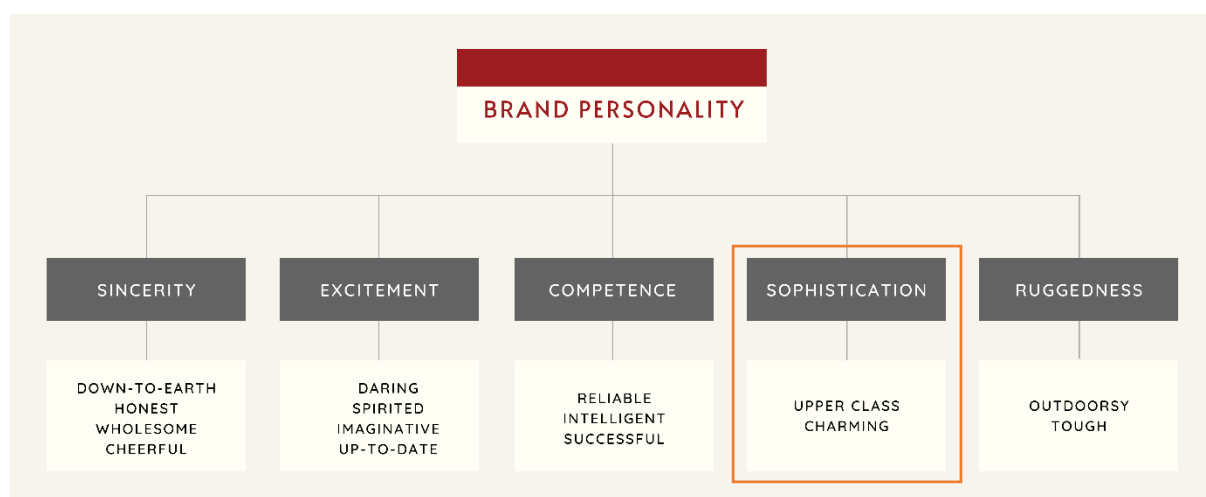 BRAND PERSONALITY
SINCERITY
DOWN-TO-EARTH
HONEST
WHOLESOME
CHEERFUL
EXCITEMENT
DARING
SPIRITED
IMAGINATIVE
UP-TO-DATE
COMPETENCE
RELIABLE
INTELLIGENT
SUCCESSFUL
SOPHISTICATION
UPPER CLASS
CHARMING
RUGGEDNESS
OUTDOORSY
TOUGH